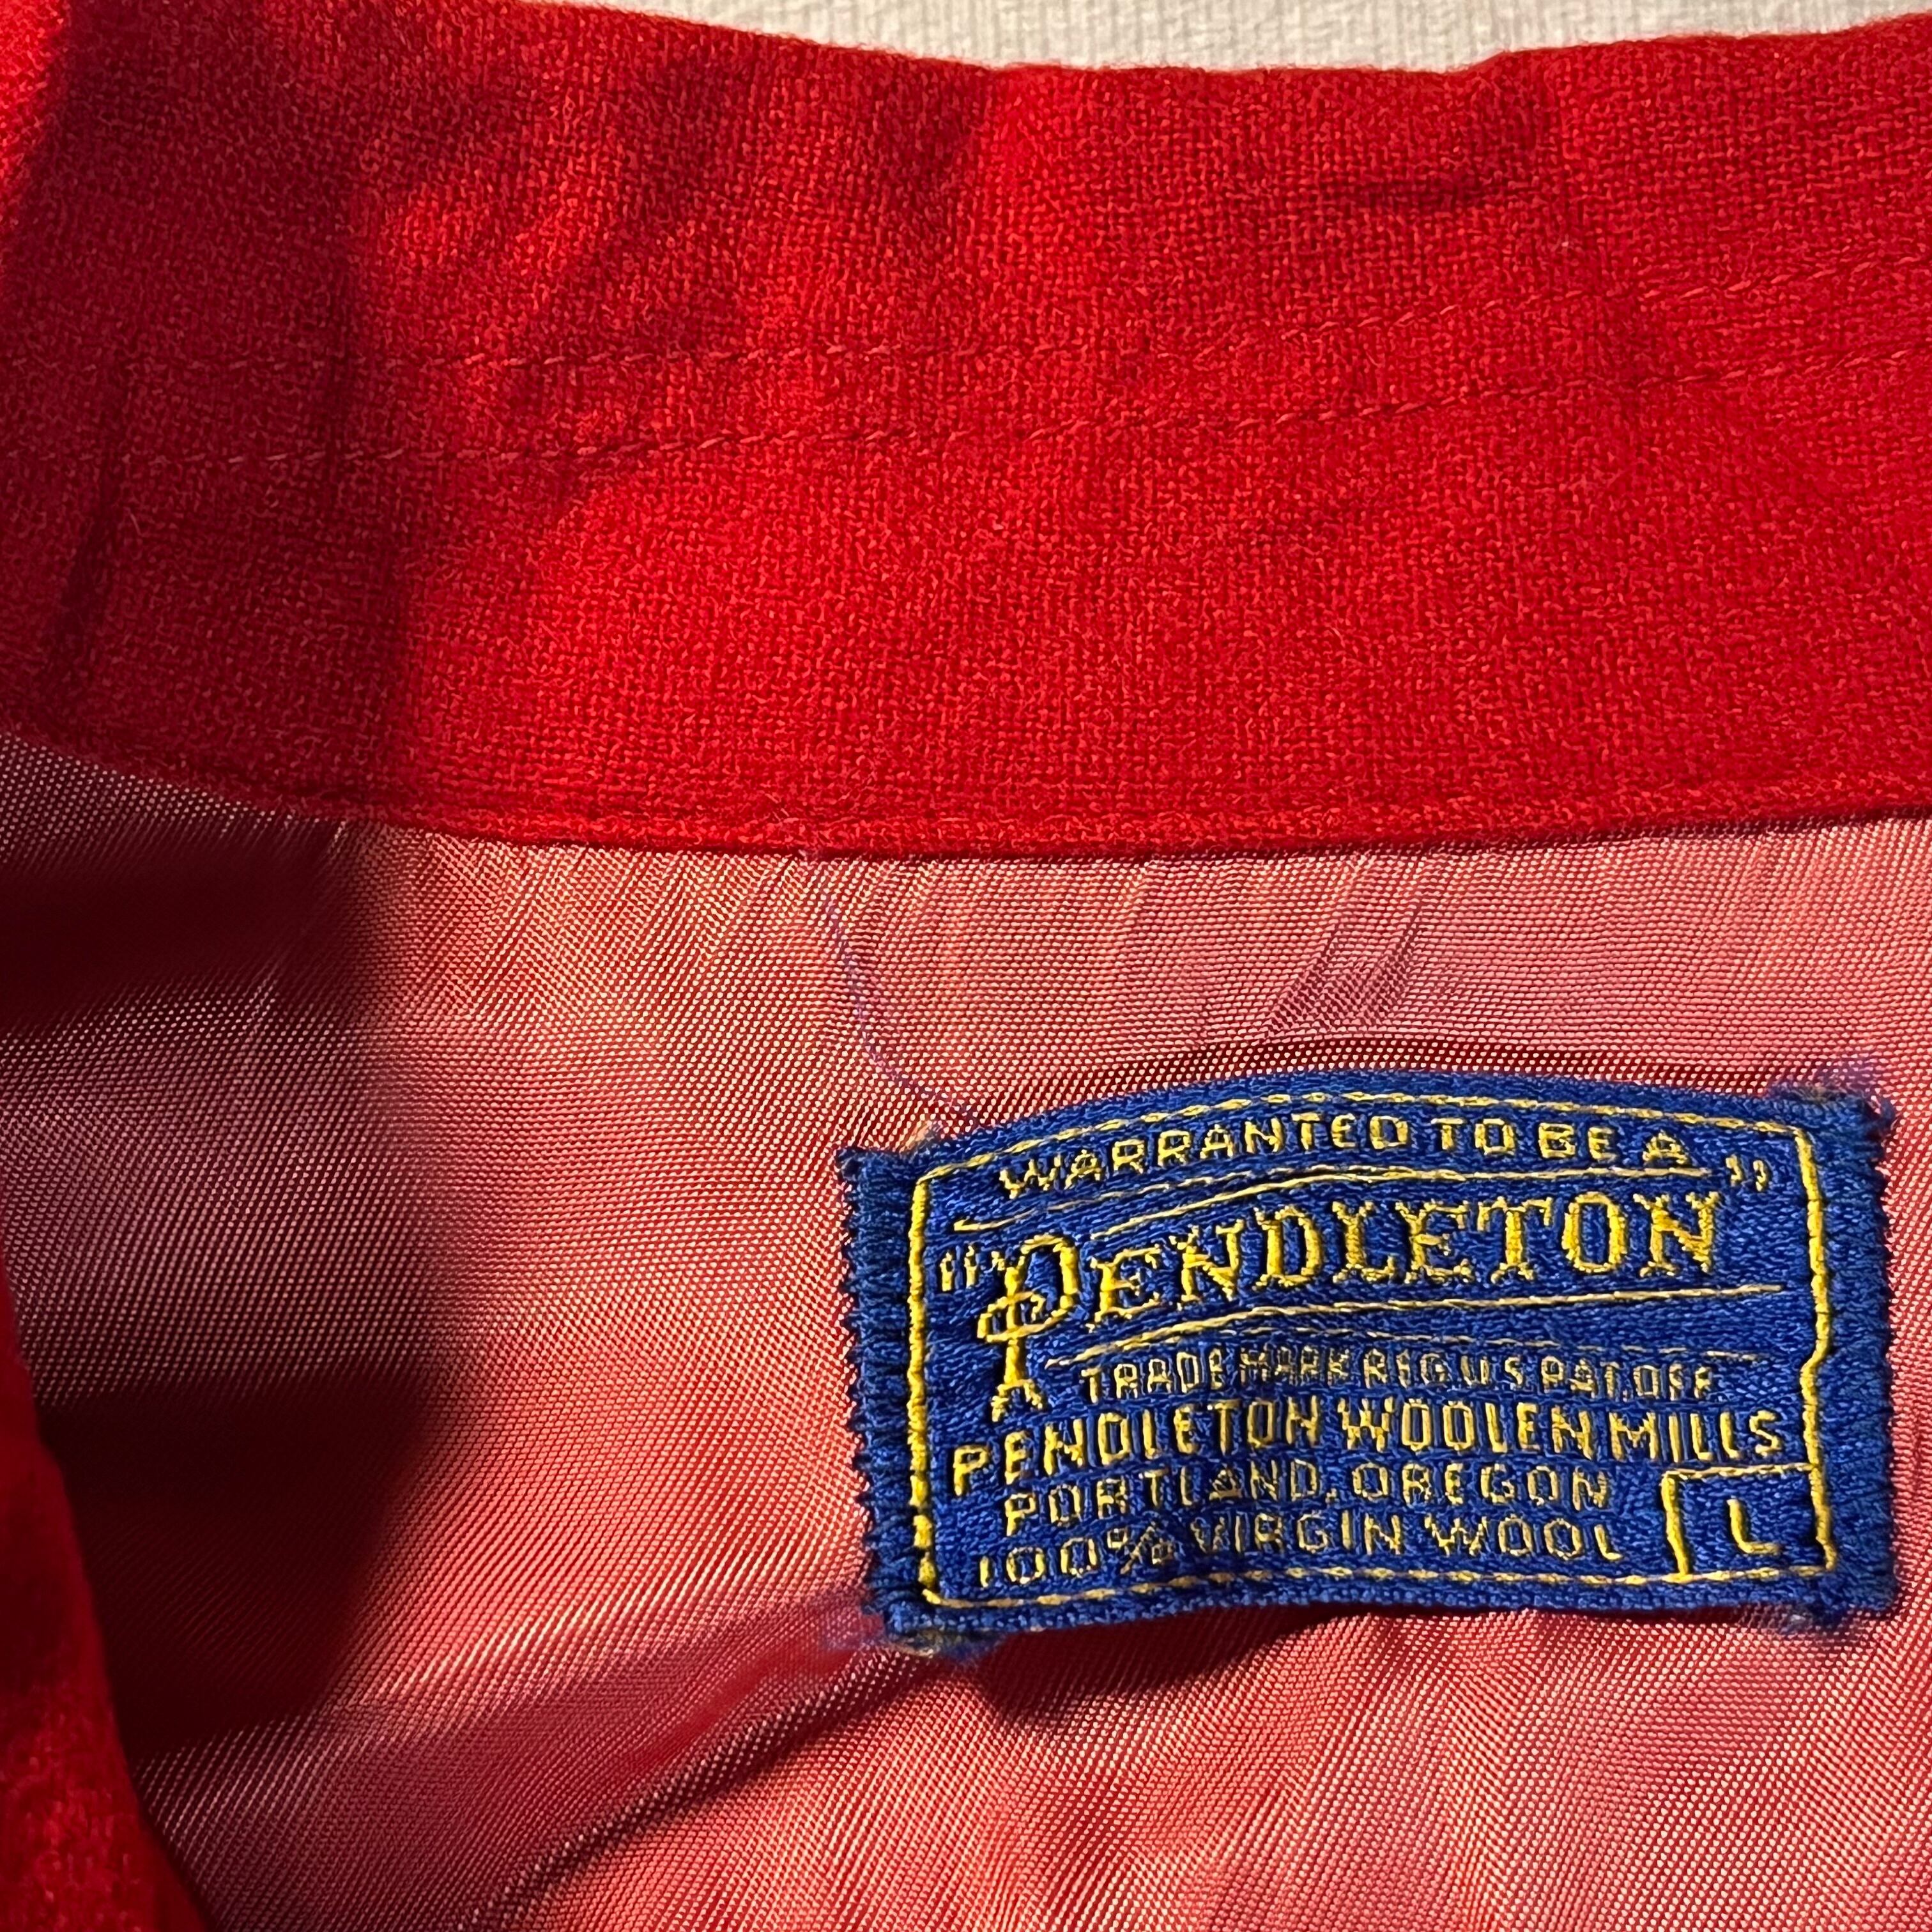 WARRANTED TO BE A
"PENDLETON"
TRADE MARK REG. U.S. PAT. OFF.
PENDLETON WOOLEN MILLS
PORTLAND, OREGON
100% VIRGIN WOOL
L